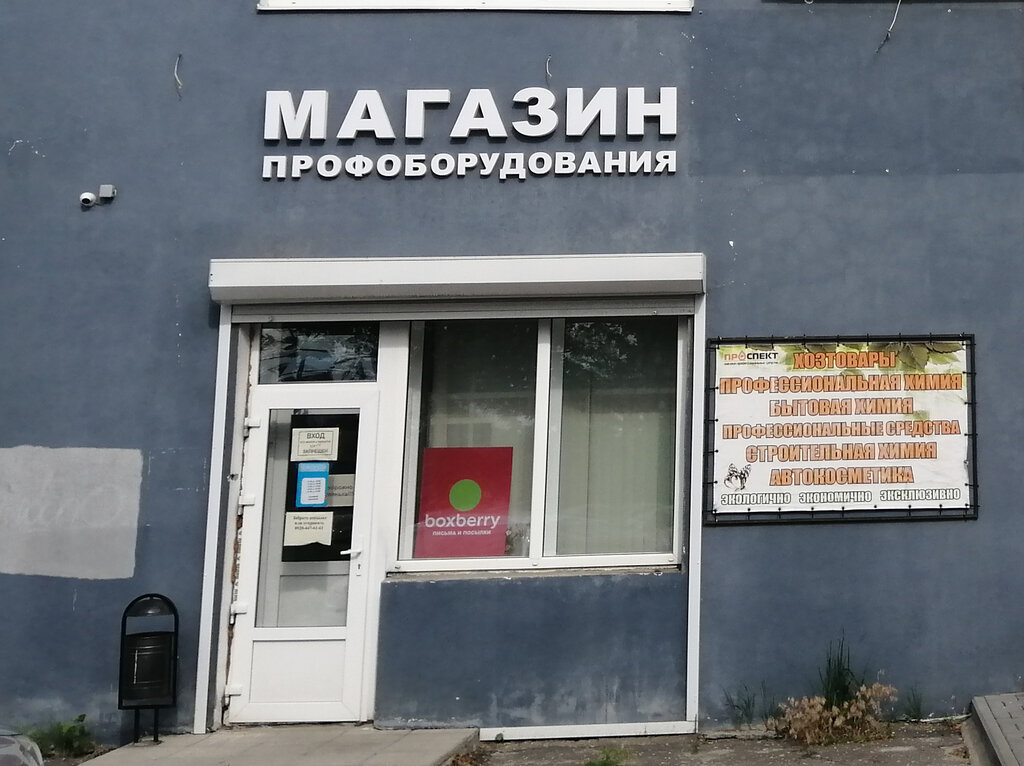 МАГАЗИН
ПРОФОБОРУДОВАНИЯ
ПРОСПЕКТ
ХОЗТОВАРЫ
ПРОФЕССИОНАЛЬНАЯ ХИМИЯ
БЫТОВАЯ ХИМИЯ
ПРОФЕССИОНАЛЬНЫЕ СРЕДСТВА
СТРОИТЕЛЬНАЯ ХИМИЯ
АВТОКОСМЕТИКА
ЭКОЛОГИЧНО ЭКОНОМИЧНО ЭКСКЛЮЗИВНО
ВХОД
ЗАПРЕЩЕН
boxberry
ПИСЬМА И ПОСЫЛКИ